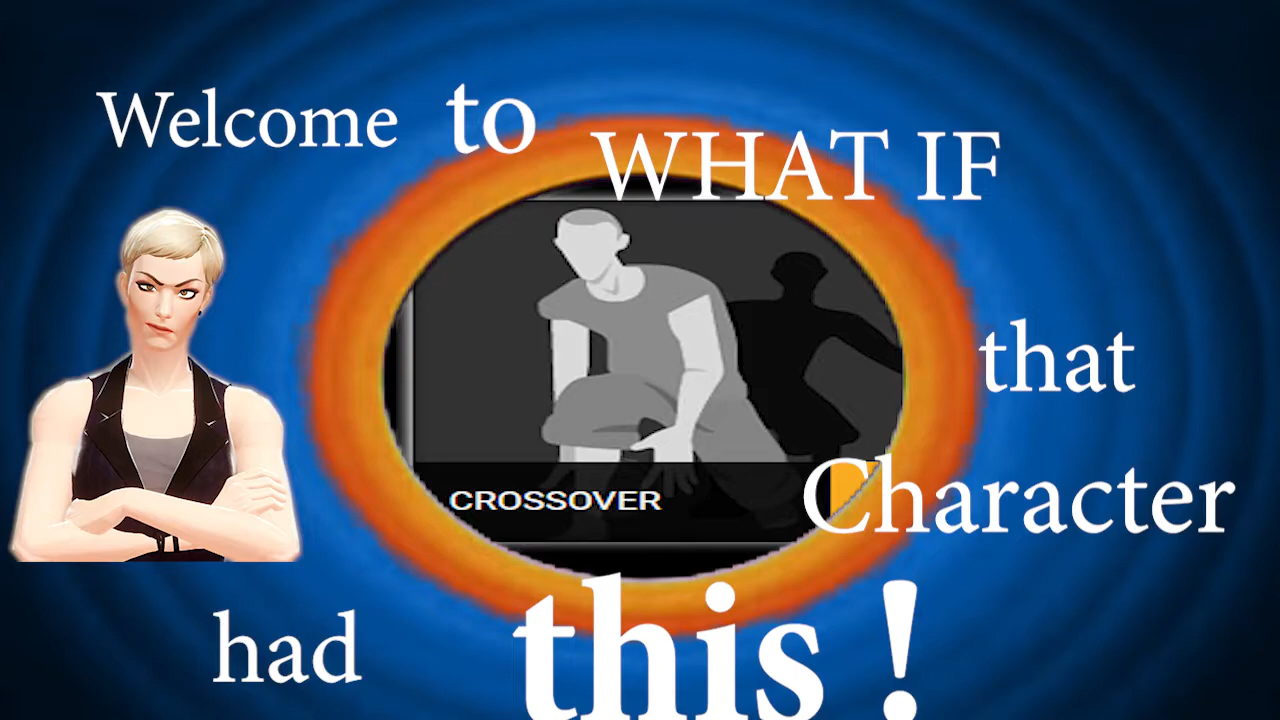 Welcome to
WHAT IF
that
CROSSOVER
Character
had
this !